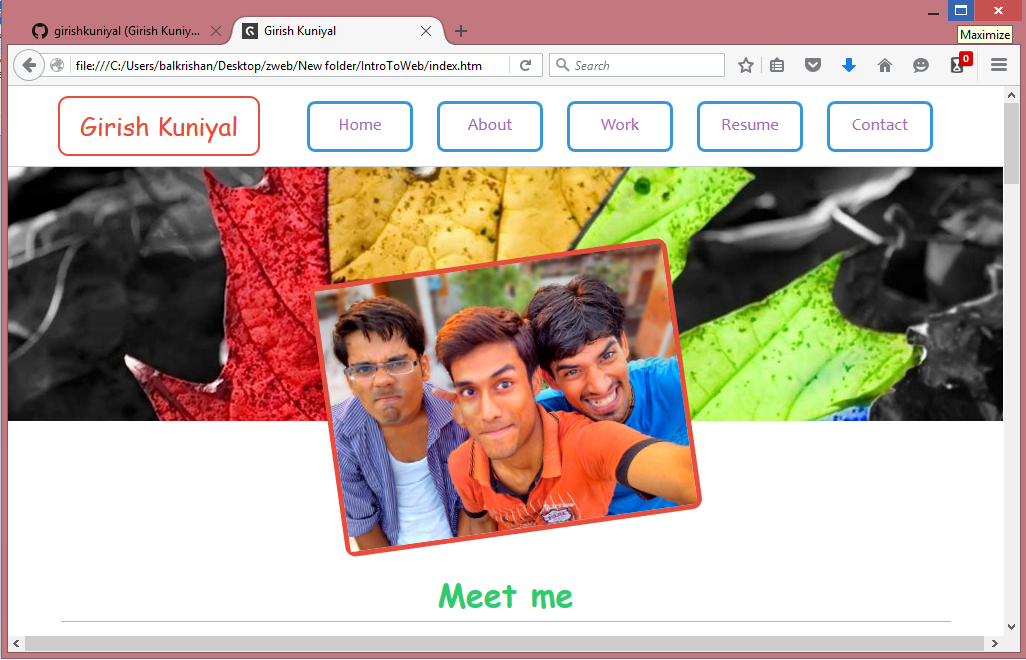 girishkuniyal (Girish Kuniy...
Girish Kuniyal
Maximize
file:///C:/Users/balkrishan/Desktop/zweb/New folder/IntroToWeb/index.htm
Search
0
Girish Kuniyal
Home
About
Work
Resume
Contact
Meet me